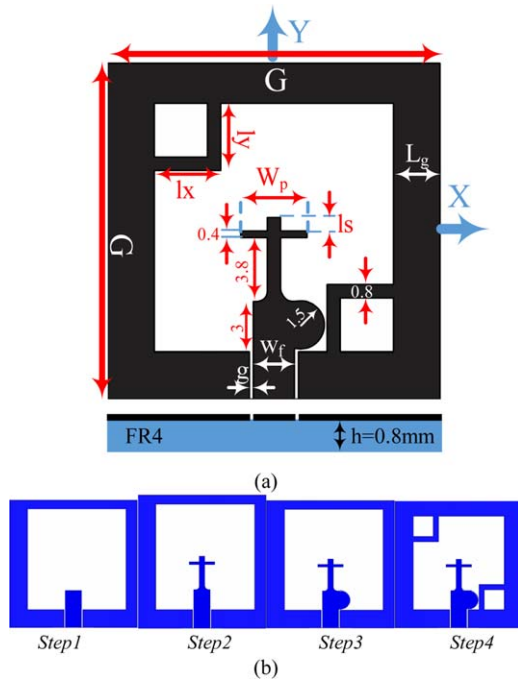 Y
G
ly
lx
Wp
Lg
X
ls
0.4
G
3.8
0.8
1.5
3
wf
g
FR4
h=0.8mm
(a)
Step1
Step2
Step3
Step4
(b)